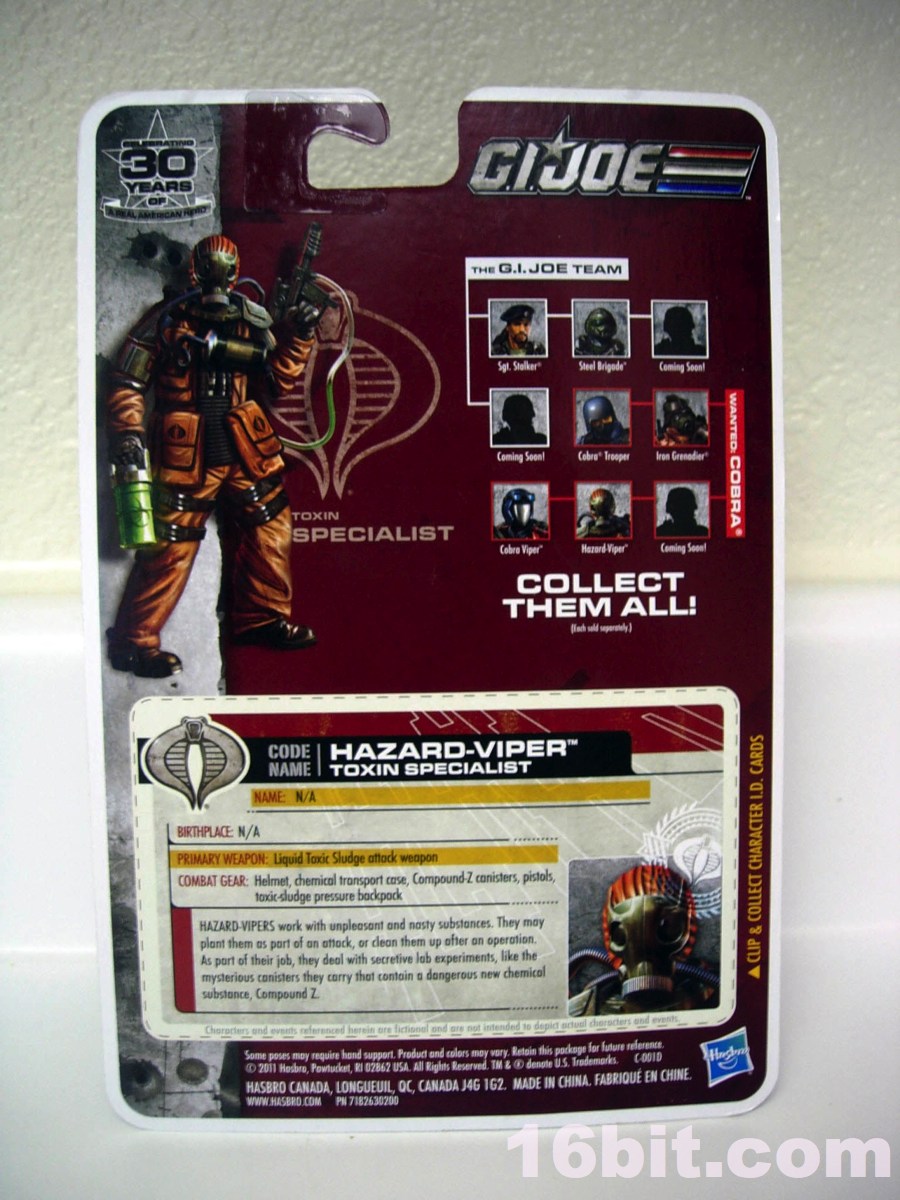 CELEBRATING
30
YEARS
OF
A REAL AMERICAN HERO
G.I. JOE ™
THE G.I. JOE TEAM
Sgt. Stalker® Steel Brigade® Coming Soon!
Coming Soon! Cobra® Trooper Iron Grenadier®
WANTED: COBRA®
Cobra Viper™ Hazard-Viper™ Coming Soon!
TOXIN
SPECIALIST
COLLECT
THEM ALL!
(Each sold separately.)
CODE NAME
HAZARD-VIPER™
TOXIN SPECIALIST
NAME: N/A
BIRTHPLACE: N/A
PRIMARY WEAPON: Liquid Toxic Sludge attack weapon
COMBAT GEAR: Helmet, chemical transport case, Compound-Z canisters, pistols,
toxic-sludge pressure backpack
HAZARD-VIPERS work with unpleasant and nasty substances. They may
plant them as part of an attack, or clean them up after an operation.
As part of their job, they deal with secretive lab experiments, like the
mysterious canisters they carry that contain a dangerous new chemical
substance, Compound Z.
Characters and events referenced herein are fictional and are not intended to depict actual characters and events.
▲ CLIP & COLLECT CHARACTER I.D. CARDS
Some poses may require hand support. Product and colors may vary. Retain this package for future reference.
© 2011 Hasbro, Pawtucket, RI 02862 USA. All Rights Reserved. TM & ® denote U.S. Trademarks. C-001D
HASBRO CANADA, LONGUEUIL, QC, CANADA J4G 1G2. MADE IN CHINA. FABRIQUÉ EN CHINE.
WWW.HASBRO.COM PN 7182630200
Hasbro
16bit.com